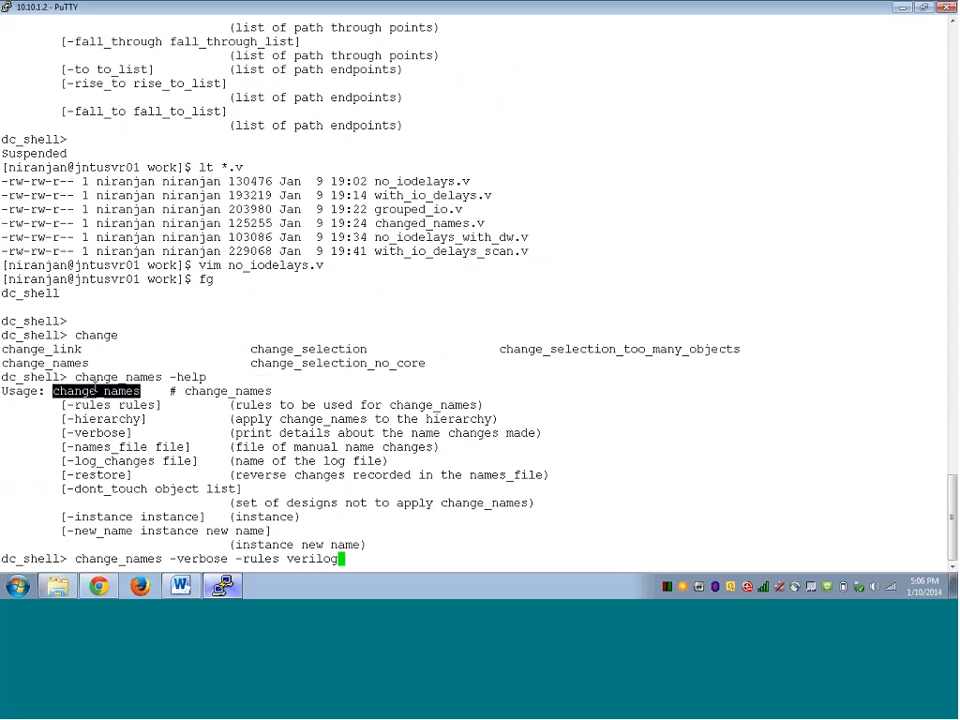 10.10.1.2 - PuTTY
(list of path through points)
[-fall_through fall_through_list]
(list of path through points)
[-to to_list] (list of path endpoints)
[-rise_to rise_to_list]
(list of path endpoints)
[-fall_to fall_to_list]
(list of path endpoints)
dc_shell>
Suspended
[niranjan@jntusvr01 work]$ lt *.v
-rw-rw-r-- 1 niranjan niranjan 130476 Jan 9 19:02 no_iodelays.v
-rw-rw-r-- 1 niranjan niranjan 193219 Jan 9 19:14 with_io_delays.v
-rw-rw-r-- 1 niranjan niranjan 203980 Jan 9 19:22 grouped_io.v
-rw-rw-r-- 1 niranjan niranjan 125255 Jan 9 19:24 changed_names.v
-rw-rw-r-- 1 niranjan niranjan 103086 Jan 9 19:34 no_iodelays_with_dw.v
-rw-rw-r-- 1 niranjan niranjan 229068 Jan 9 19:41 with_io_delays_scan.v
[niranjan@jntusvr01 work]$ vim no_iodelays.v
[niranjan@jntusvr01 work]$ fg
dc_shell
dc_shell>
dc_shell> change
change_link change_selection change_selection_too_many_objects
change_names change_selection_no_core
dc_shell> change_names -help
Usage: change_names # change_names
[-rules rules] (rules to be used for change_names)
[-hierarchy] (apply change_names to the hierarchy)
[-verbose] (print details about the name changes made)
[-names_file file] (file of manual name changes)
[-log_changes file] (name of the log file)
[-restore] (reverse changes recorded in the names_file)
[-dont_touch object list]
(set of designs not to apply change_names)
[-instance instance] (instance)
[-new_name instance new name]
(instance new name)
dc_shell> change_names -verbose -rules verilog
5:06 PM
1/10/2014